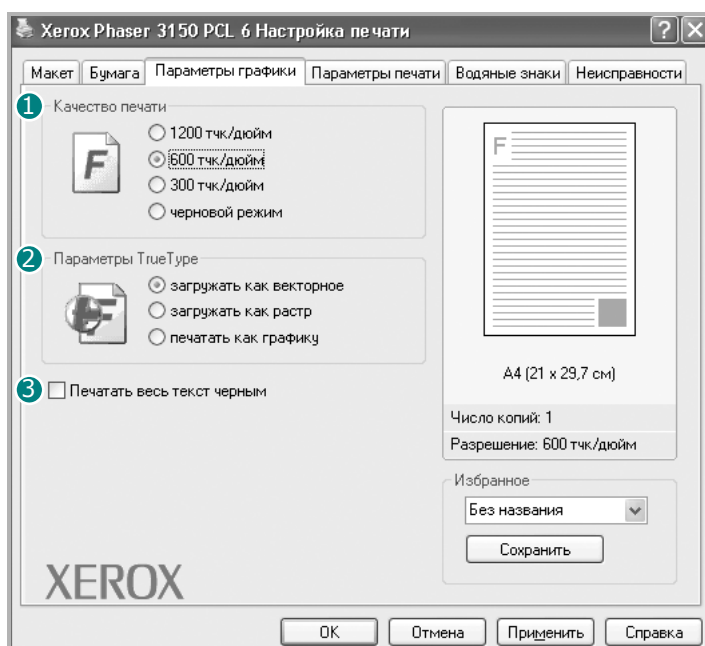 Xerox Phaser 3150 PCL 6 Настройка печати
Макет Бумага Параметры графики Параметры печати Водяные знаки Неисправности
1 Качество печати
F
1200 тчк/дюйм
600 тчк/дюйм
300 тчк/дюйм
черновой режим
2 Параметры TrueType
F
загружать как векторное
загружать как растр
печатать как графику
3 Печатать весь текст черным
F
A4 (21 x 29,7 см)
Число копий: 1
Разрешение: 600 тчк/дюйм
Избранное
Без названия
Сохранить
XEROX
OK Отмена Применить Справка